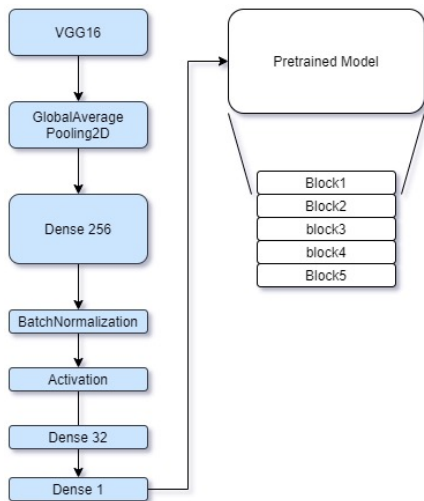 VGG16
GlobalAverage
Pooling2D
Dense 256
BatchNormalization
Activation
Dense 32
Dense 1
Pretrained Model
Block1
Block2
block3
block4
Block5